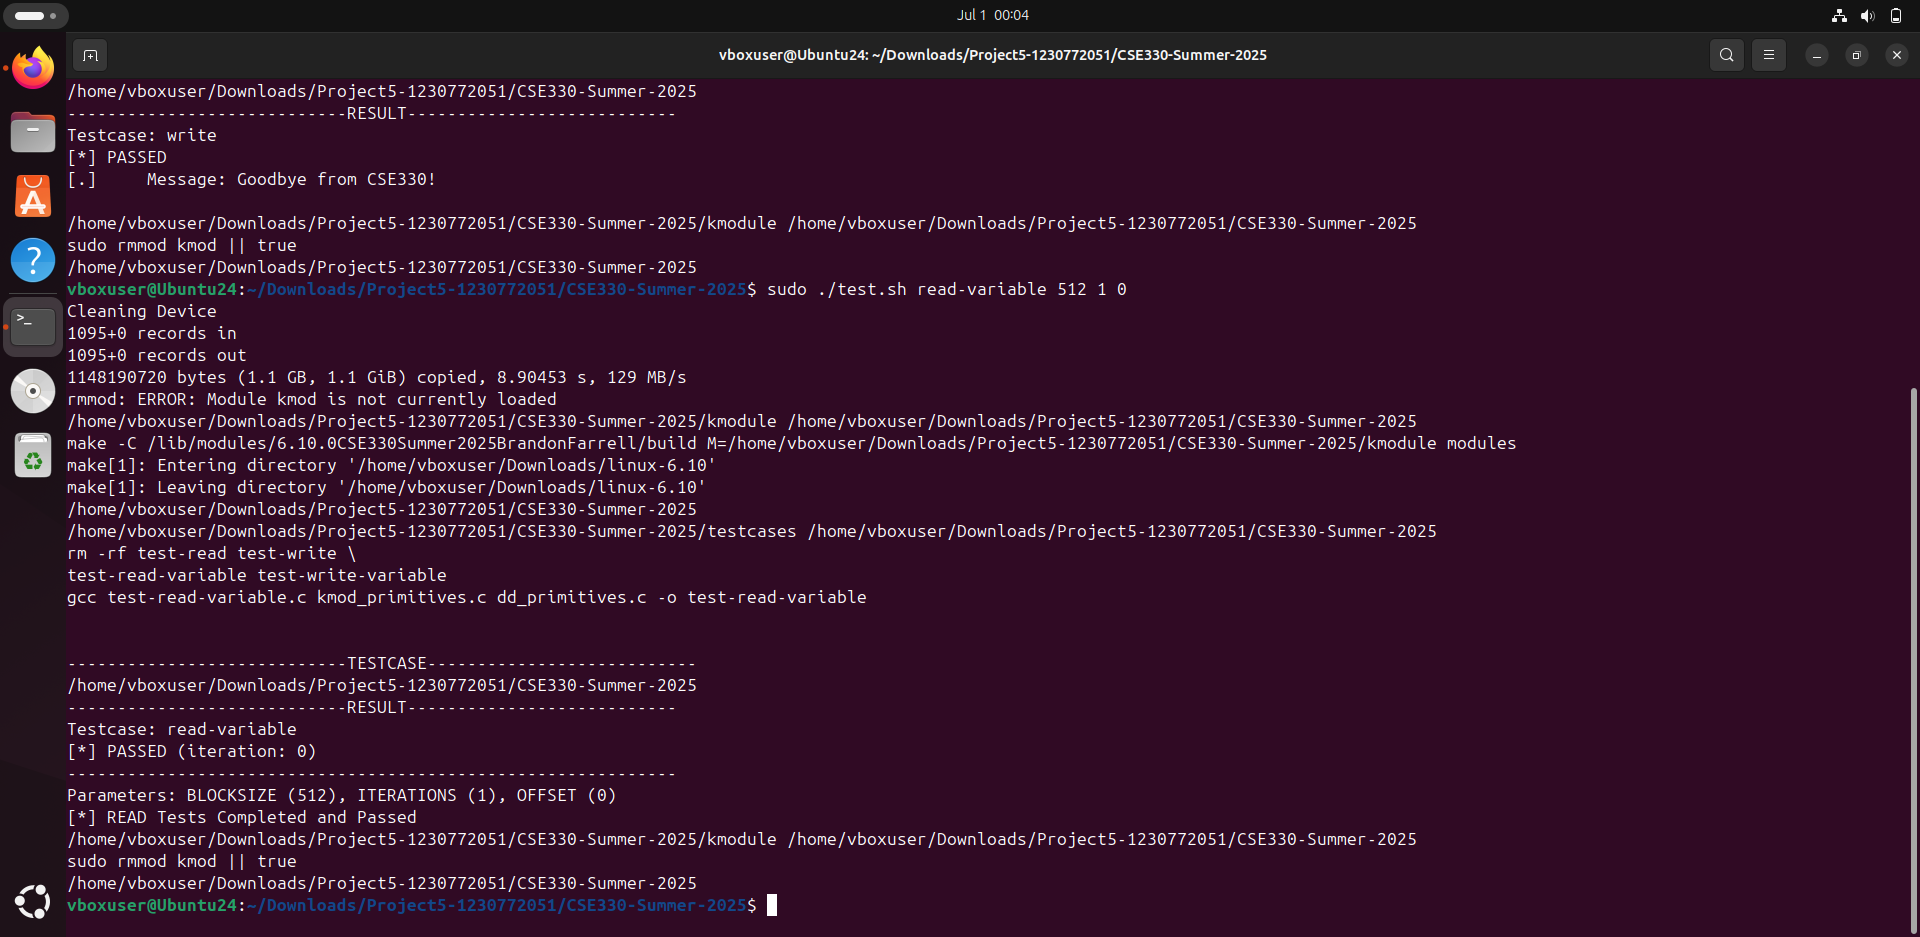 Jul 1 00:04
vboxuser@Ubuntu24: ~/Downloads/Project5-1230772051/CSE330-Summer-2025
/home/vboxuser/Downloads/Project5-1230772051/CSE330-Summer-2025
----------------------------RESULT---------------------------
Testcase: write
[*] PASSED
[.]     Message: Goodbye from CSE330!
/home/vboxuser/Downloads/Project5-1230772051/CSE330-Summer-2025/kmodule /home/vboxuser/Downloads/Project5-1230772051/CSE330-Summer-2025
sudo rmmod kmod || true
/home/vboxuser/Downloads/Project5-1230772051/CSE330-Summer-2025
vboxuser@Ubuntu24:~/Downloads/Project5-1230772051/CSE330-Summer-2025$ sudo ./test.sh read-variable 512 1 0
Cleaning Device
1095+0 records in
1095+0 records out
1148190720 bytes (1.1 GB, 1.1 GiB) copied, 8.90453 s, 129 MB/s
rmmod: ERROR: Module kmod is not currently loaded
/home/vboxuser/Downloads/Project5-1230772051/CSE330-Summer-2025/kmodule /home/vboxuser/Downloads/Project5-1230772051/CSE330-Summer-2025
make -C /lib/modules/6.10.0CSE330Summer2025BrandonFarrell/build M=/home/vboxuser/Downloads/Project5-1230772051/CSE330-Summer-2025/kmodule modules
make[1]: Entering directory '/home/vboxuser/Downloads/linux-6.10'
make[1]: Leaving directory '/home/vboxuser/Downloads/linux-6.10'
/home/vboxuser/Downloads/Project5-1230772051/CSE330-Summer-2025
/home/vboxuser/Downloads/Project5-1230772051/CSE330-Summer-2025/testcases /home/vboxuser/Downloads/Project5-1230772051/CSE330-Summer-2025
rm -rf test-read test-write \
test-read-variable test-write-variable
gcc test-read-variable.c kmod_primitives.c dd_primitives.c -o test-read-variable
----------------------------TESTCASE---------------------------
/home/vboxuser/Downloads/Project5-1230772051/CSE330-Summer-2025
----------------------------RESULT---------------------------
Testcase: read-variable
[*] PASSED (iteration: 0)
-------------------------------------------------------------
Parameters: BLOCKSIZE (512), ITERATIONS (1), OFFSET (0)
[*] READ Tests Completed and Passed
/home/vboxuser/Downloads/Project5-1230772051/CSE330-Summer-2025/kmodule /home/vboxuser/Downloads/Project5-1230772051/CSE330-Summer-2025
sudo rmmod kmod || true
/home/vboxuser/Downloads/Project5-1230772051/CSE330-Summer-2025
vboxuser@Ubuntu24:~/Downloads/Project5-1230772051/CSE330-Summer-2025$